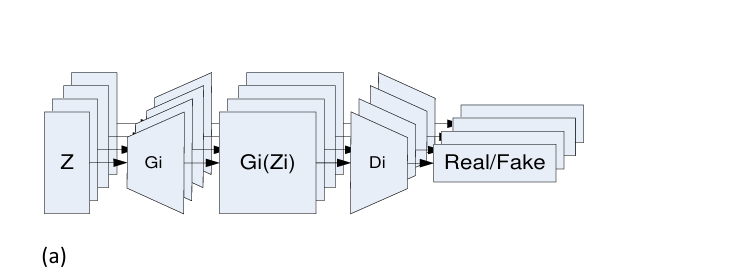 Z Gi Gi(Zi) Di Real/Fake
(a)